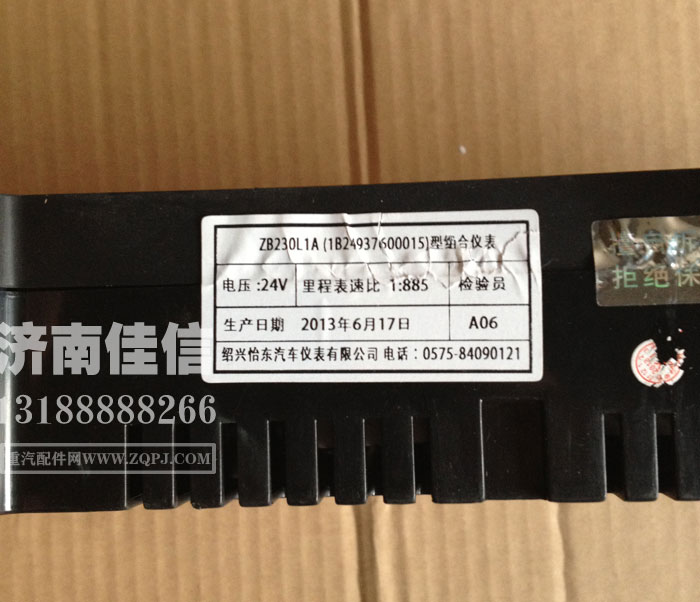 ZB230L1A (1B24937600015)型组合仪表
电压:24V 里程表速比 1:885 检验员
生产日期 2013年6月17日 A06
绍兴怡东汽车仪表有限公司 电话:0575-84090121
拒绝保
济南佳信
13188888266
重汽配件网WWW.ZQPJ.COM